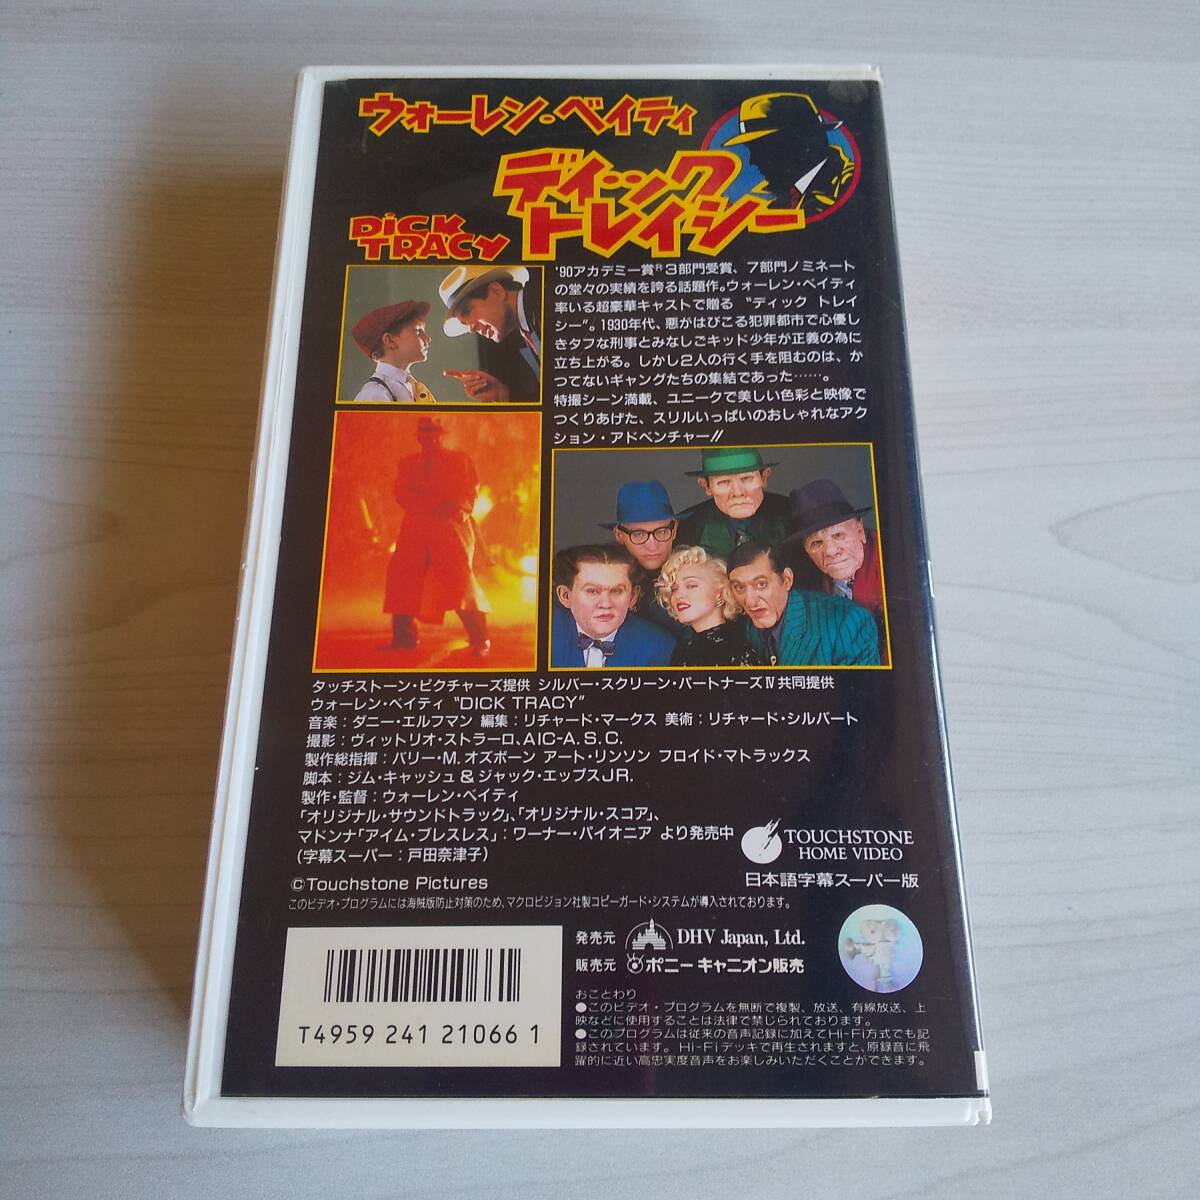 ウォーレン・ベイティ
ディック
トレイシー
DiCK
TRACY
'90アカデミー賞®3部門受賞、7部門ノミネート
の堂々の実績を誇る話題作。ウォーレン・ベイティ
率いる超豪華キャストで贈る “ディック トレイ
シー”。1930年代、悪がはびこる犯罪都市で心優し
きタフな刑事とみなしごキッド少年が正義の為に
立ち上がる。しかし2人の行く手を阻むのは、か
つてないギャングたちの集結であった……。
特撮シーン満載、ユニークで美しい色彩と映像で
つくりあげた、スリルいっぱいのおしゃれなアク
ション・アドベンチャー!!
タッチストーン・ピクチャーズ提供 シルバー・スクリーン・パートナーズⅣ共同提供
ウォーレン・ベイティ “DICK TRACY”
音楽：ダニー・エルフマン 編集：リチャード・マークス 美術：リチャード・シルバート
撮影：ヴィットリオ・ストラーロ、AIC-A.S.C.
製作総指揮：バリー・M.オズボーン アート・リンソン フロイド・マトラックス
脚本：ジム・キャッシュ&ジャック・エップスJR.
製作・監督：ウォーレン・ベイティ
「オリジナル・サウンドトラック」、「オリジナル・スコア」、
マドンナ「アイム・ブレスレス」：ワーナー・パイオニア より発売中
（字幕スーパー：戸田奈津子）
TOUCHSTONE
HOME VIDEO
©Touchstone Pictures
日本語字幕スーパー版
このビデオ・プログラムには海賊版防止対策のため、マクロビジョン社製コピーガード・システムが導入されております。
発売元 DHV Japan, Ltd.
販売元 ポニーキャニオン販売
T4959 241 21066 1
おことわり
●このビデオ・プログラムを無断で複製、放送、有線放送、上
映などに使用することは法律で禁じられております。
●このプログラムは従来の音声記録に加えてHi-Fi方式でも記
録されています。Hi-Fiデッキで再生されますと、原録音に飛
躍的に近い高忠実度音声をお楽しみいただくことができます。